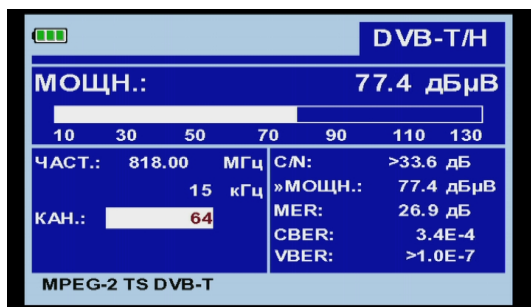 DVB-T/H
МОЩН.: 77.4 дБµВ
10 30 50 70 90 110 130
ЧАСТ.: 818.00 МГц
15 кГц
КАН.: 64
C/N: >33.6 дБ
»МОЩН.: 77.4 дБµВ
MER: 26.9 дБ
CBER: 3.4E-4
VBER: >1.0E-7
MPEG-2 TS DVB-T